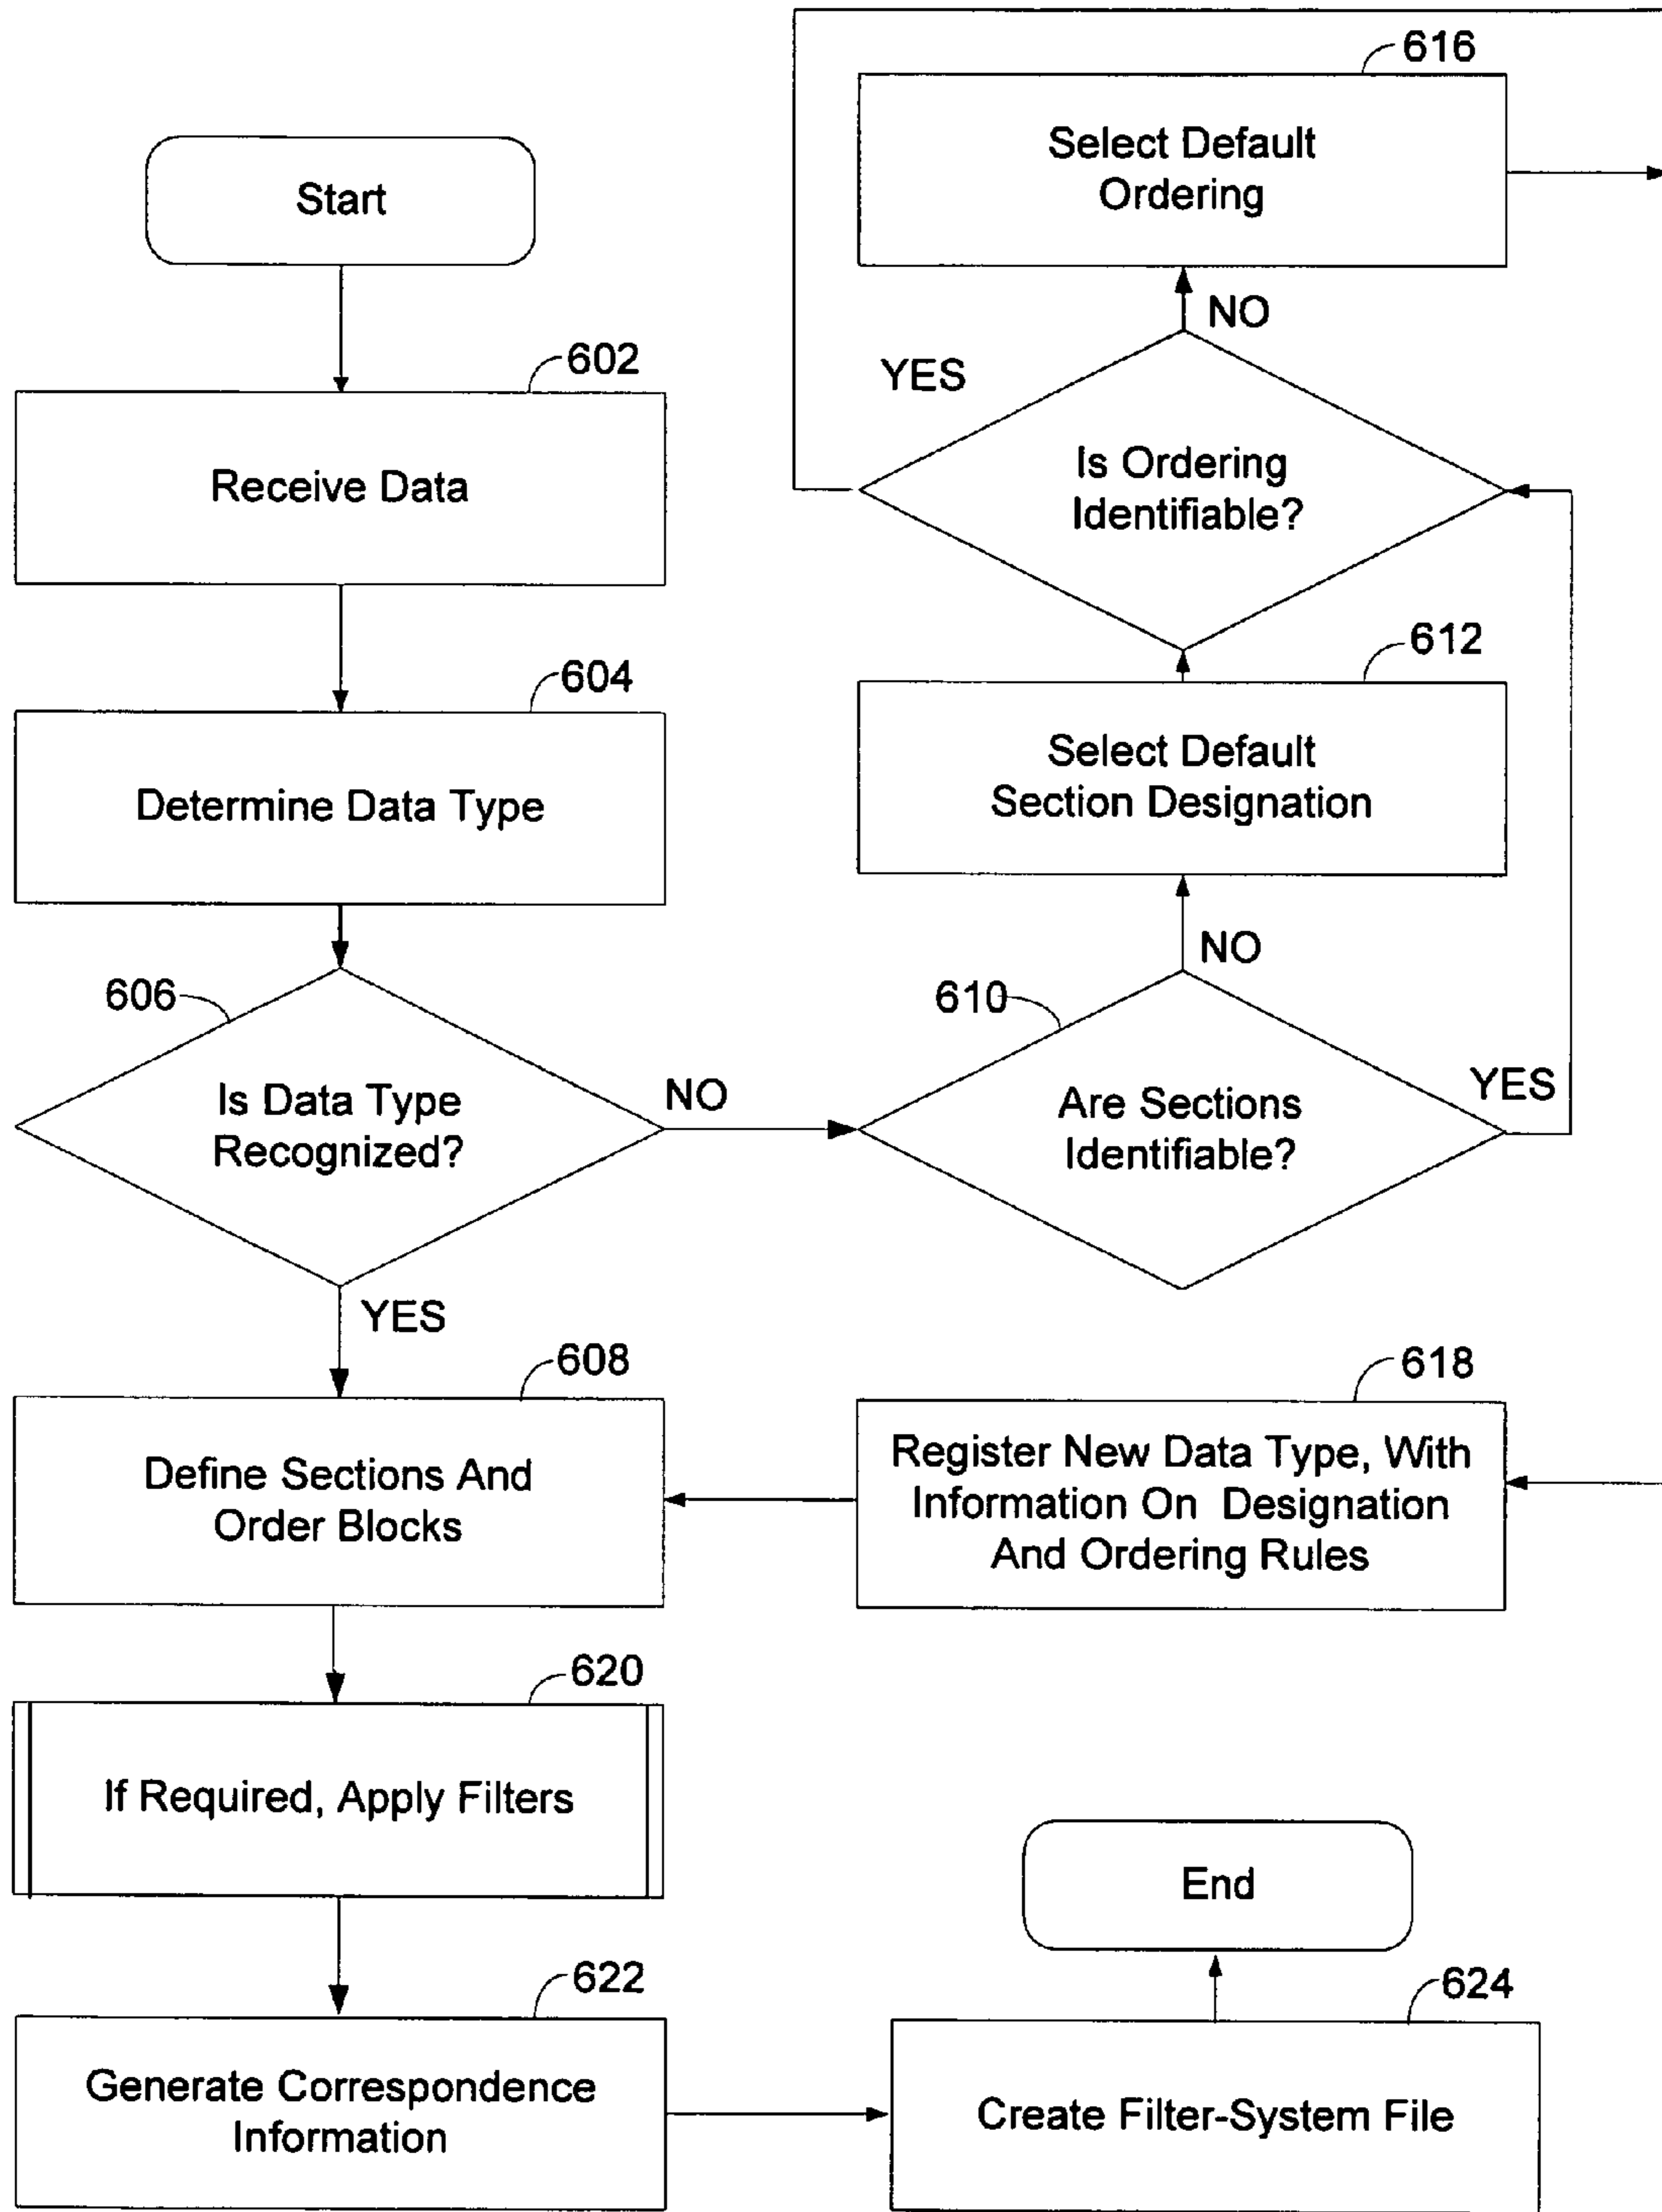 Start
602
Receive Data
604
Determine Data Type
606
Is Data Type
Recognized?
NO
YES
608
Define Sections And
Order Blocks
620
If Required, Apply Filters
622
Generate Correspondence
Information
616
Select Default
Ordering
NO
YES
Is Ordering
Identifiable?
612
Select Default
Section Designation
NO
610
YES
Are Sections
Identifiable?
618
Register New Data Type, With
Information On Designation
And Ordering Rules
End
624
Create Filter-System File